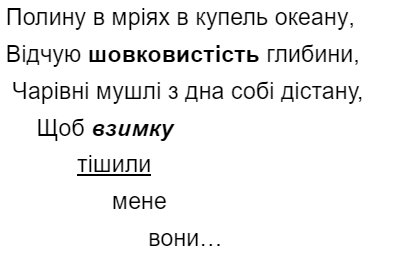 Полину в мріях в купель океану,
Відчую шовковистість глибини,
Чарівні мушлі з дна собі дістану,
Щоб взимку
тішили
мене
вони…